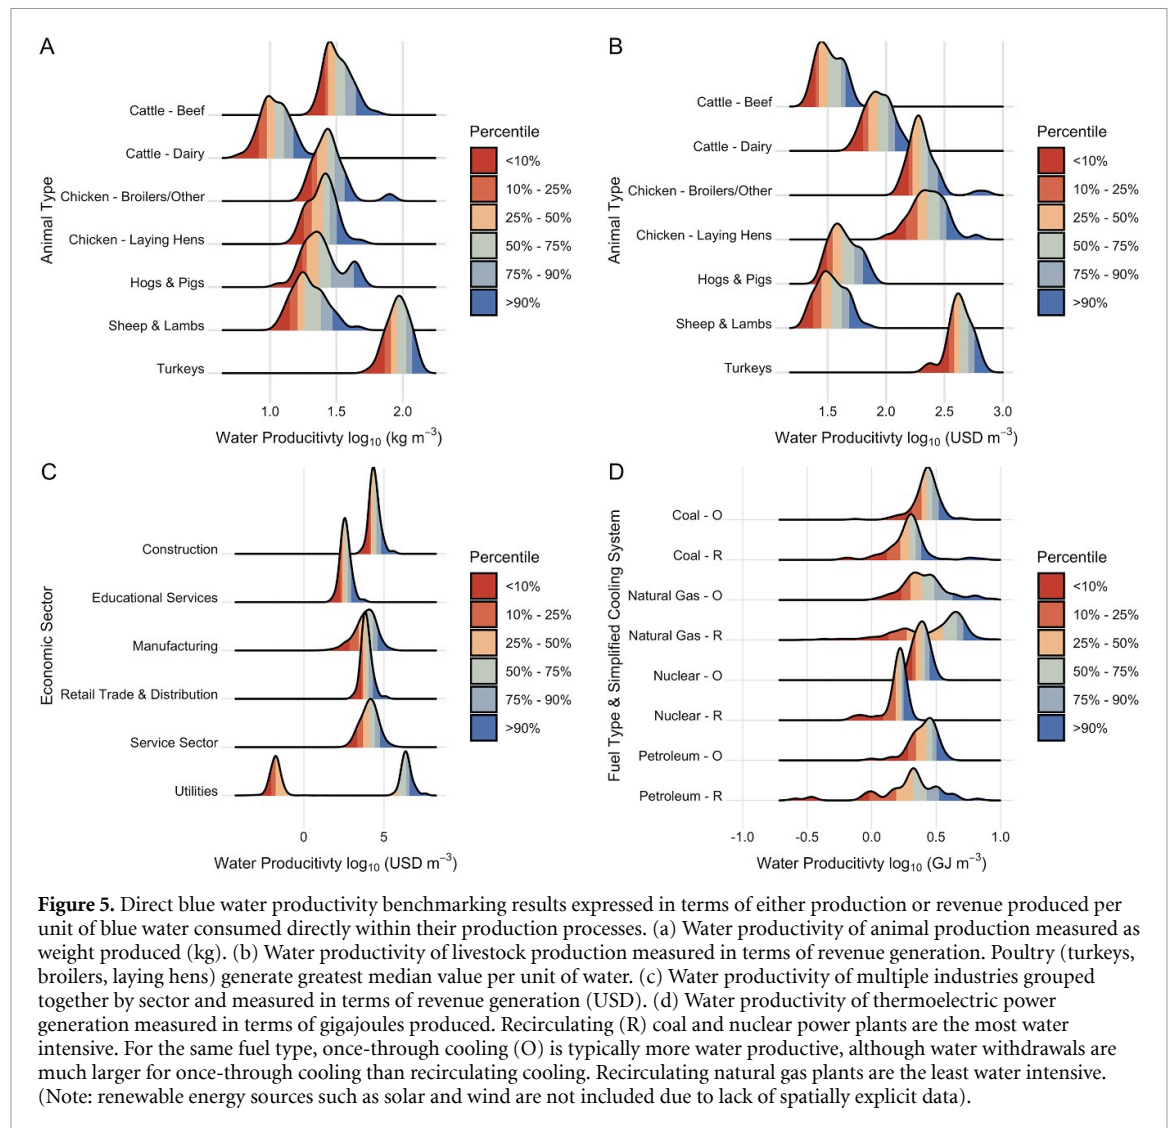 A
Cattle - Beef
Cattle - Dairy
Chicken - Broilers/Other
Chicken - Laying Hens
Hogs & Pigs
Sheep & Lambs
Turkeys
Animal Type
1.0 1.5 2.0
Water Producitivty log10 (kg m−3)
Percentile
<10%
10% - 25%
25% - 50%
50% - 75%
75% - 90%
>90%
B
Cattle - Beef
Cattle - Dairy
Chicken - Broilers/Other
Chicken - Laying Hens
Hogs & Pigs
Sheep & Lambs
Turkeys
Animal Type
1.5 2.0 2.5 3.0
Water Producitivty log10 (USD m−3)
Percentile
<10%
10% - 25%
25% - 50%
50% - 75%
75% - 90%
>90%
C
Construction
Educational Services
Manufacturing
Retail Trade & Distribution
Service Sector
Utilities
Economic Sector
0 5
Water Producitivty log10 (USD m−3)
Percentile
<10%
10% - 25%
25% - 50%
50% - 75%
75% - 90%
>90%
D
Coal - O
Coal - R
Natural Gas - O
Natural Gas - R
Nuclear - O
Nuclear - R
Petroleum - O
Petroleum - R
Fuel Type & Simplified Cooling System
-1.0 -0.5 0.0 0.5 1.0
Water Producitivty log10 (GJ m−3)
Percentile
<10%
10% - 25%
25% - 50%
50% - 75%
75% - 90%
>90%
Figure 5. Direct blue water productivity benchmarking results expressed in terms of either production or revenue produced per
unit of blue water consumed directly within their production processes. (a) Water productivity of animal production measured as
weight produced (kg). (b) Water productivity of livestock production measured in terms of revenue generation. Poultry (turkeys,
broilers, laying hens) generate greatest median value per unit of water. (c) Water productivity of multiple industries grouped
together by sector and measured in terms of revenue generation (USD). (d) Water productivity of thermoelectric power
generation measured in terms of gigajoules produced. Recirculating (R) coal and nuclear power plants are the most water
intensive. For the same fuel type, once-through cooling (O) is typically more water productive, although water withdrawals are
much larger for once-through cooling than recirculating cooling. Recirculating natural gas plants are the least water intensive.
(Note: renewable energy sources such as solar and wind are not included due to lack of spatially explicit data).